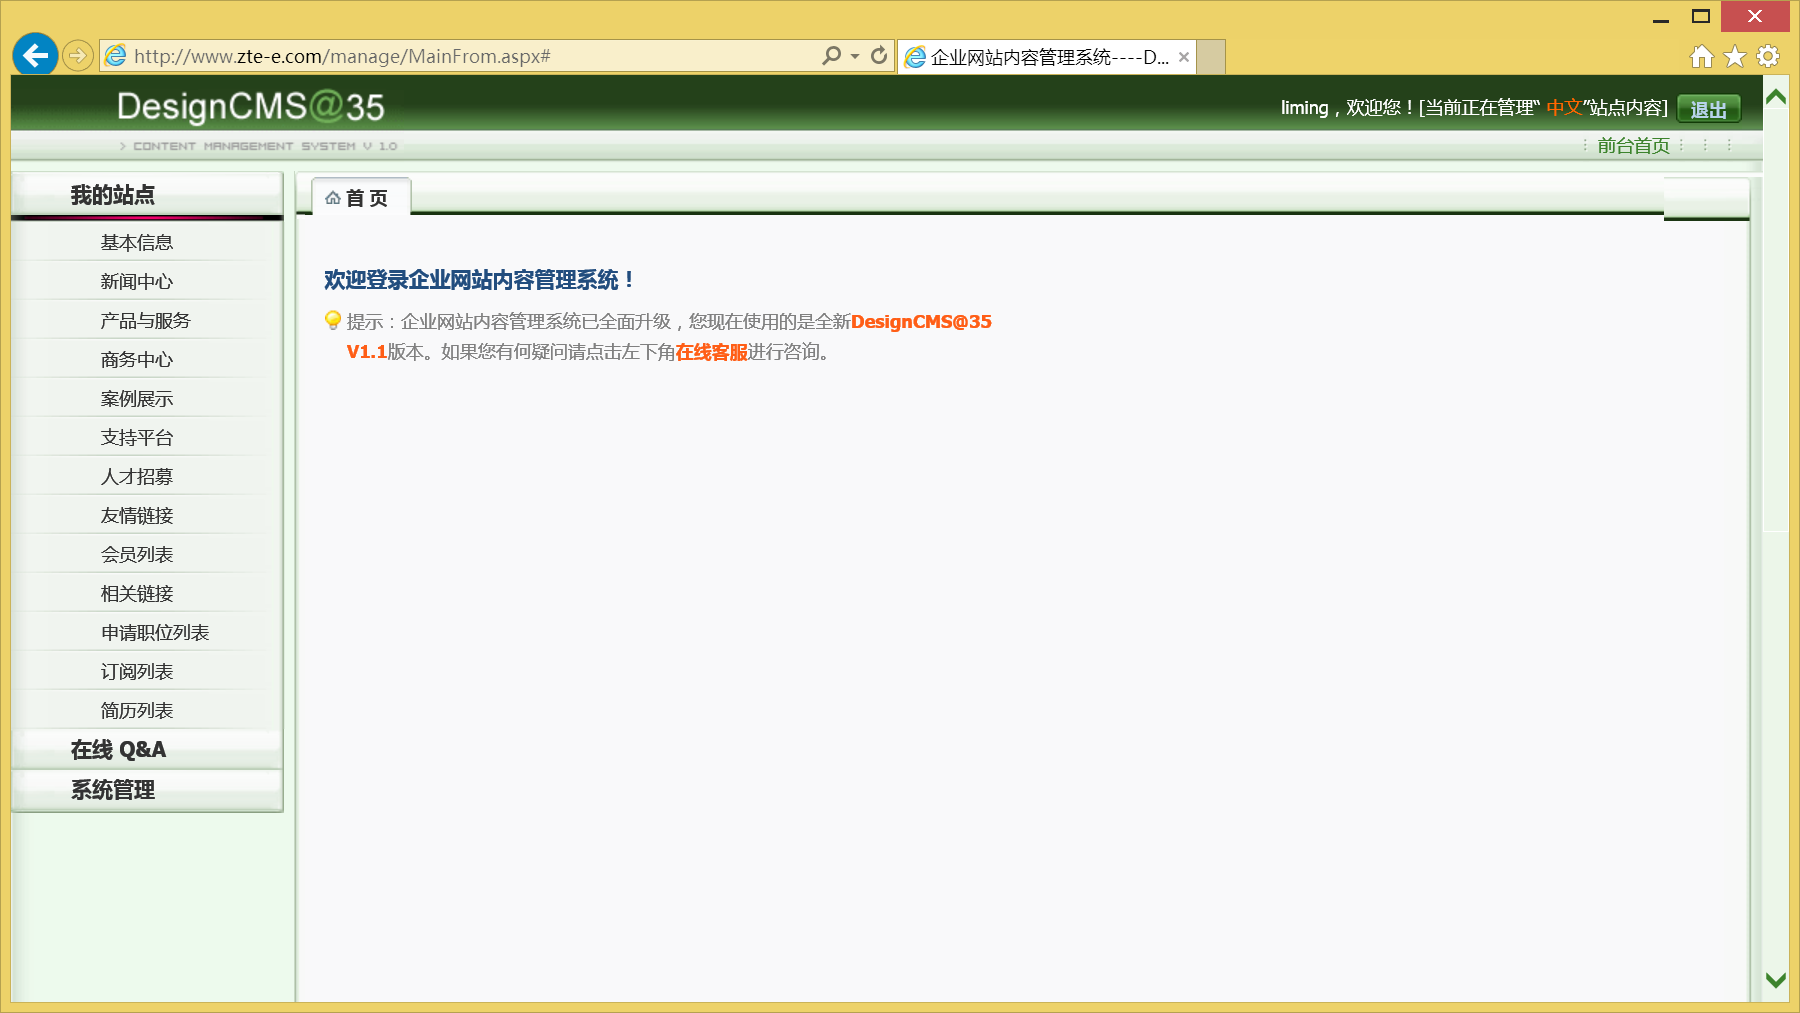 http://www.zte-e.com/manage/MainFrom.aspx#
企业网站内容管理系统----D...
DesignCMS@35
liming，欢迎您！[当前正在管理“ 中文”站点内容]
退出
> CONTENT MANAGEMENT SYSTEM V 1.0
前台首页
我的站点
基本信息
新闻中心
产品与服务
商务中心
案例展示
支持平台
人才招募
友情链接
会员列表
相关链接
申请职位列表
订阅列表
简历列表
在线 Q&A
系统管理
首 页
欢迎登录企业网站内容管理系统！
提示：企业网站内容管理系统已全面升级，您现在使用的是全新DesignCMS@35
V1.1版本。如果您有何疑问请点击左下角在线客服进行咨询。